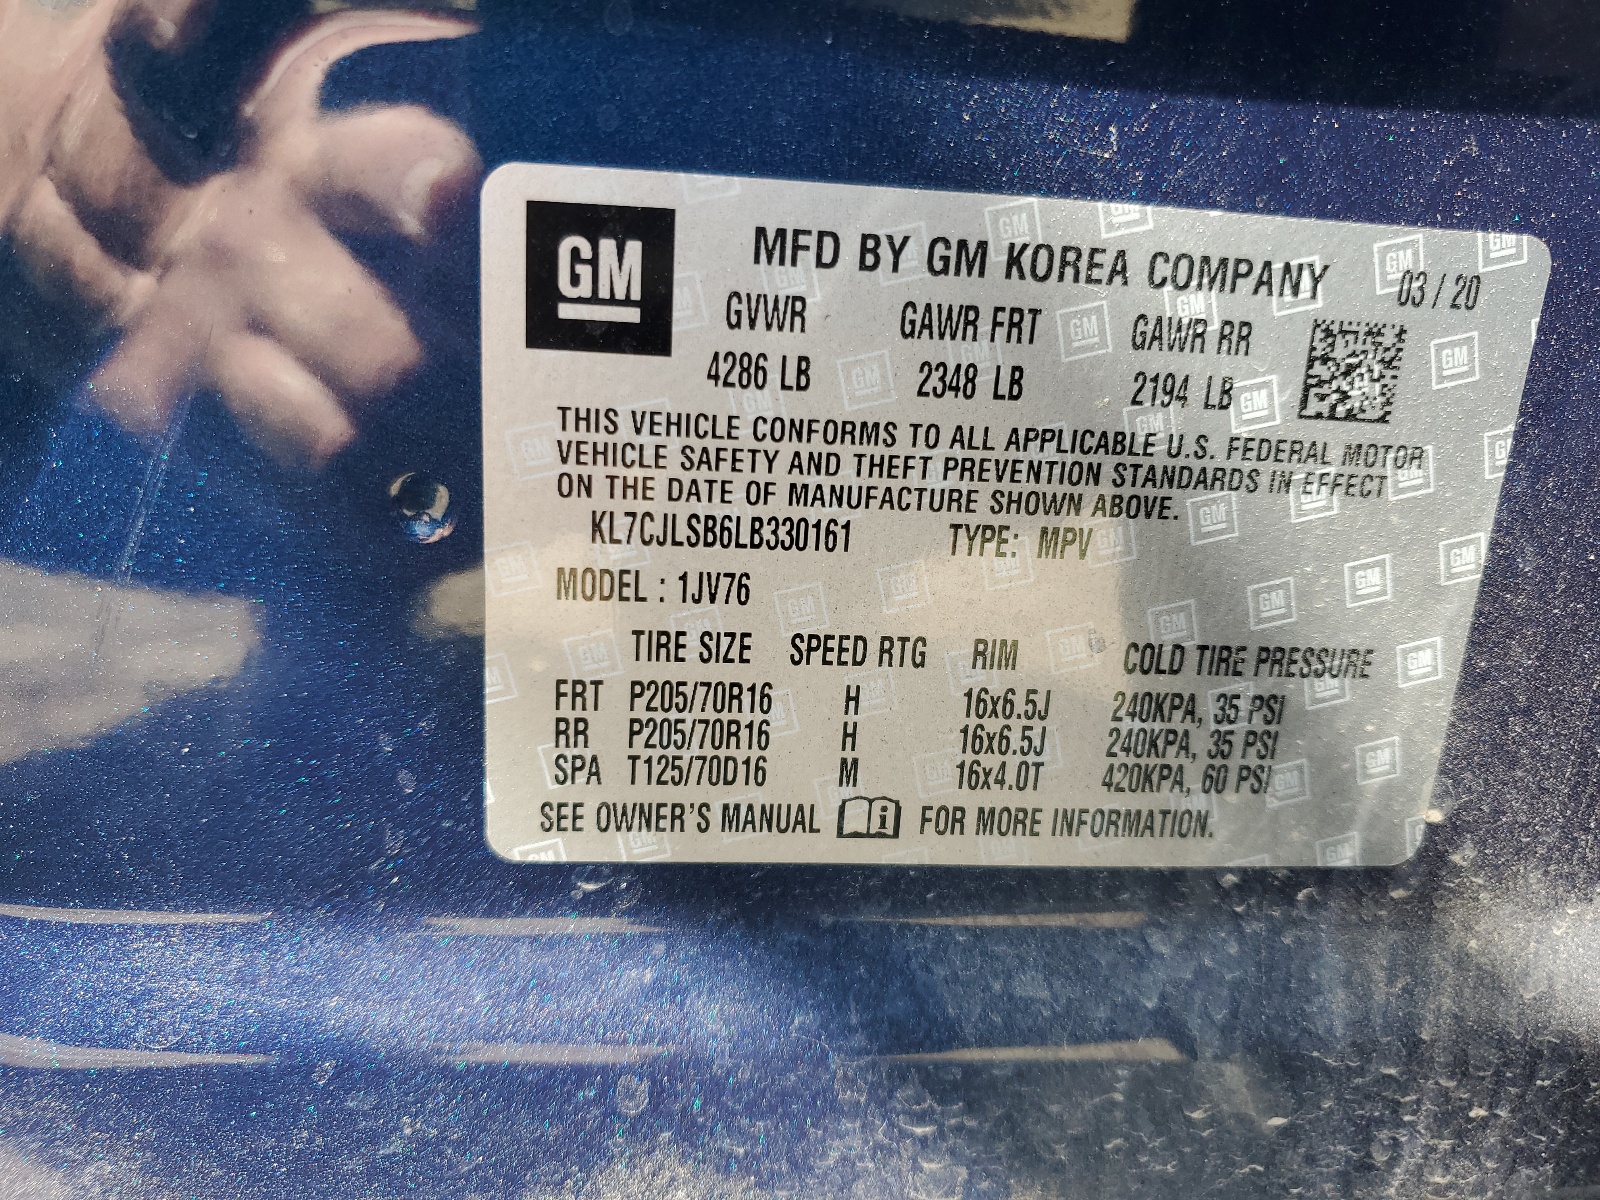 GM
MFD BY GM KOREA COMPANY 03 / 20
GVWR GAWR FRT GAWR RR
4286 LB 2348 LB 2194 LB
THIS VEHICLE CONFORMS TO ALL APPLICABLE U.S. FEDERAL MOTOR
VEHICLE SAFETY AND THEFT PREVENTION STANDARDS IN EFFECT
ON THE DATE OF MANUFACTURE SHOWN ABOVE.
KL7CJLSB6LB330161 TYPE: MPV
MODEL : 1JV76
TIRE SIZE SPEED RTG RIM COLD TIRE PRESSURE
FRT P205/70R16 H 16x6.5J 240KPA, 35 PSI
RR P205/70R16 H 16x6.5J 240KPA, 35 PSI
SPA T125/70D16 M 16x4.0T 420KPA, 60 PSI
SEE OWNER'S MANUAL i FOR MORE INFORMATION.